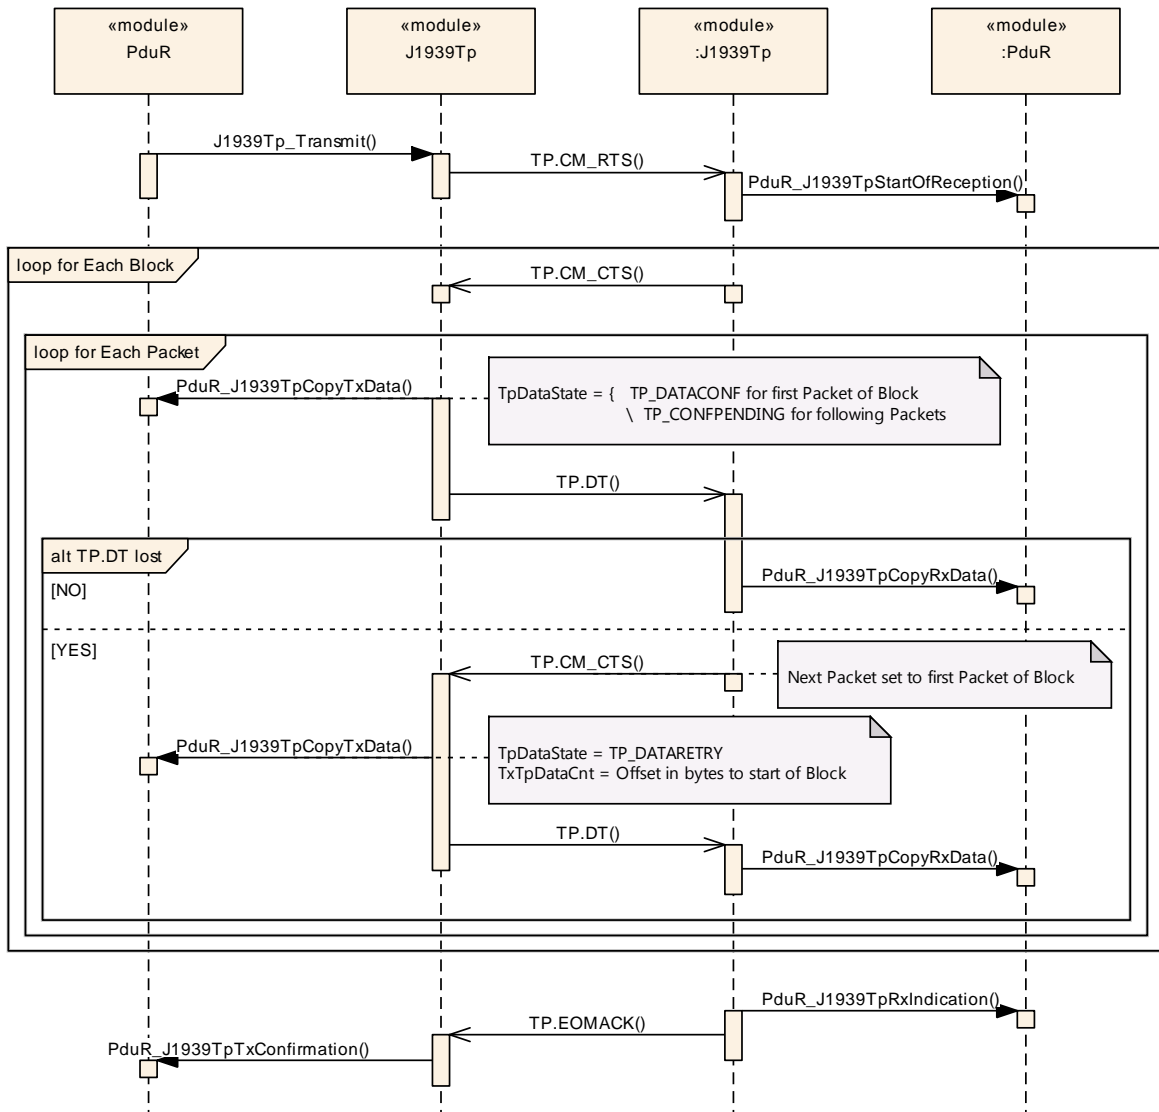 «module»
PduR
«module»
J1939Tp
«module»
:J1939Tp
«module»
:PduR
J1939Tp_Transmit()
TP.CM_RTS()
PduR_J1939TpStartOfReception()
loop for Each Block
TP.CM_CTS()
loop for Each Packet
PduR_J1939TpCopyTxData()
TpDataState = { TP_DATACONF for first Packet of Block
\ TP_CONFPENDING for following Packets
TP.DT()
alt TP.DT lost
[NO]
PduR_J1939TpCopyRxData()
[YES]
TP.CM_CTS()
Next Packet set to first Packet of Block
PduR_J1939TpCopyTxData()
TpDataState = TP_DATARETRY
TxTpDataCnt = Offset in bytes to start of Block
TP.DT()
PduR_J1939TpCopyRxData()
PduR_J1939TpRxIndication()
TP.EOMACK()
PduR_J1939TpTxConfirmation()